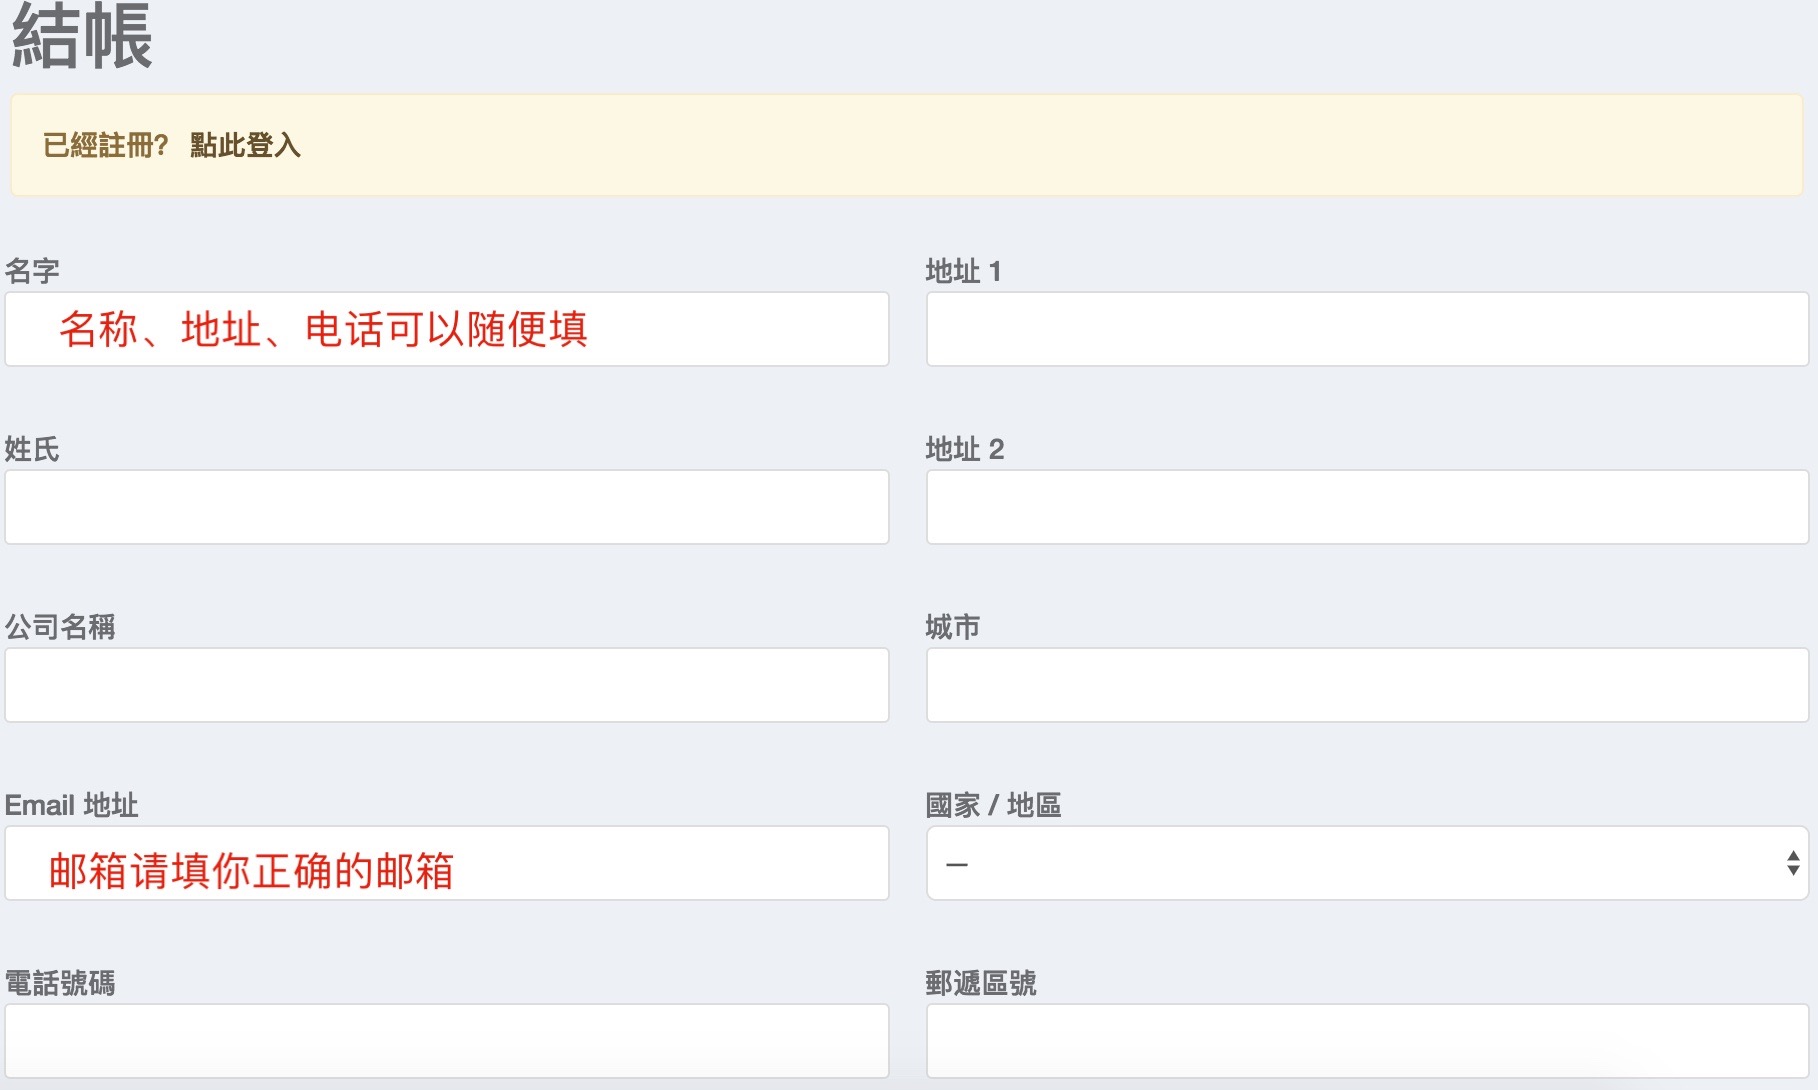 結帳
已經註冊? 點此登入
名字
名称、地址、电话可以随便填
姓氏
公司名稱
Email 地址
邮箱请填你正确的邮箱
電話號碼
地址 1
地址 2
城市
國家 / 地區
—
郵遞區號